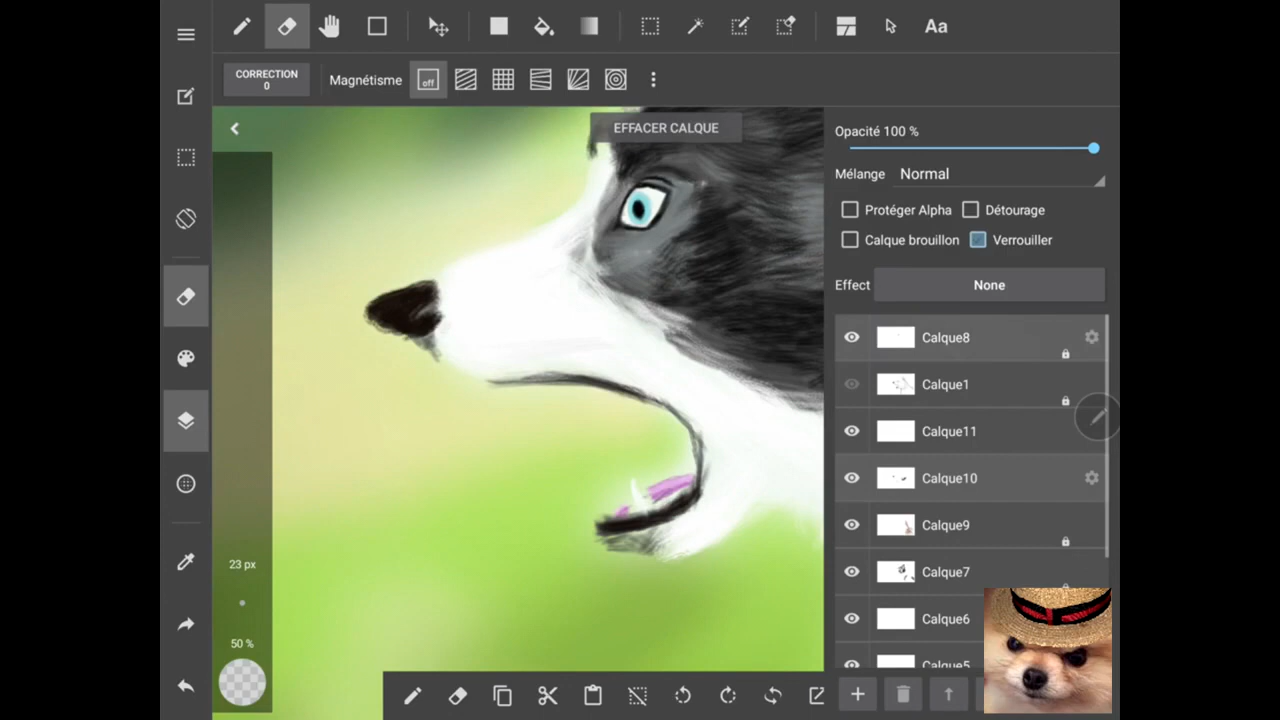 Aa
CORRECTION
0
Magnétisme
off
EFFACER CALQUE
Opacité 100 %
Mélange Normal
Protéger Alpha Détourage
Calque brouillon Verrouiller
Effect None
Calque8
Calque1
Calque11
Calque10
Calque9
Calque7
Calque6
Calque5
23 px
50 %